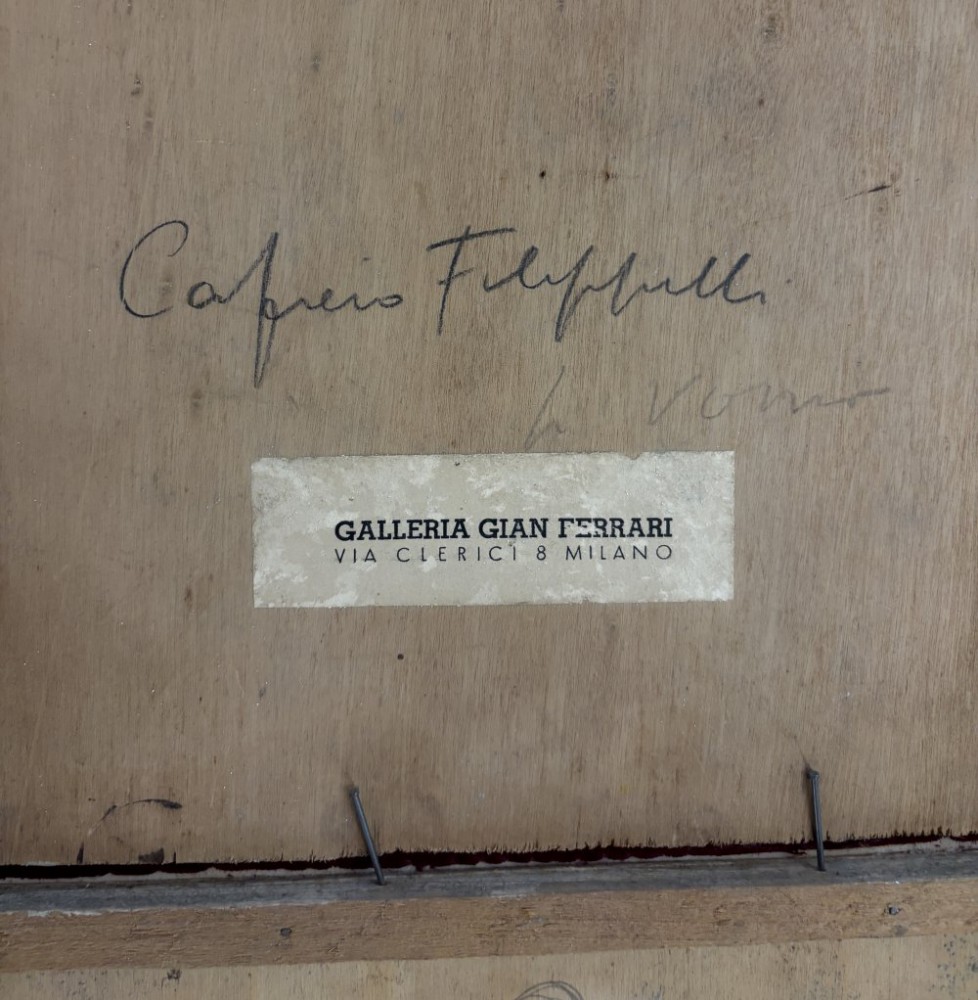 Cafiero Filippelli
GALLERIA GIAN FERRARI
VIA CLERICI 8 MILANO